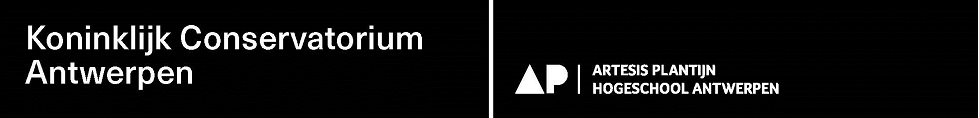 Koninklijk Conservatorium
Antwerpen
AP
ARTESIS PLANTIJN
HOGESCHOOL ANTWERPEN